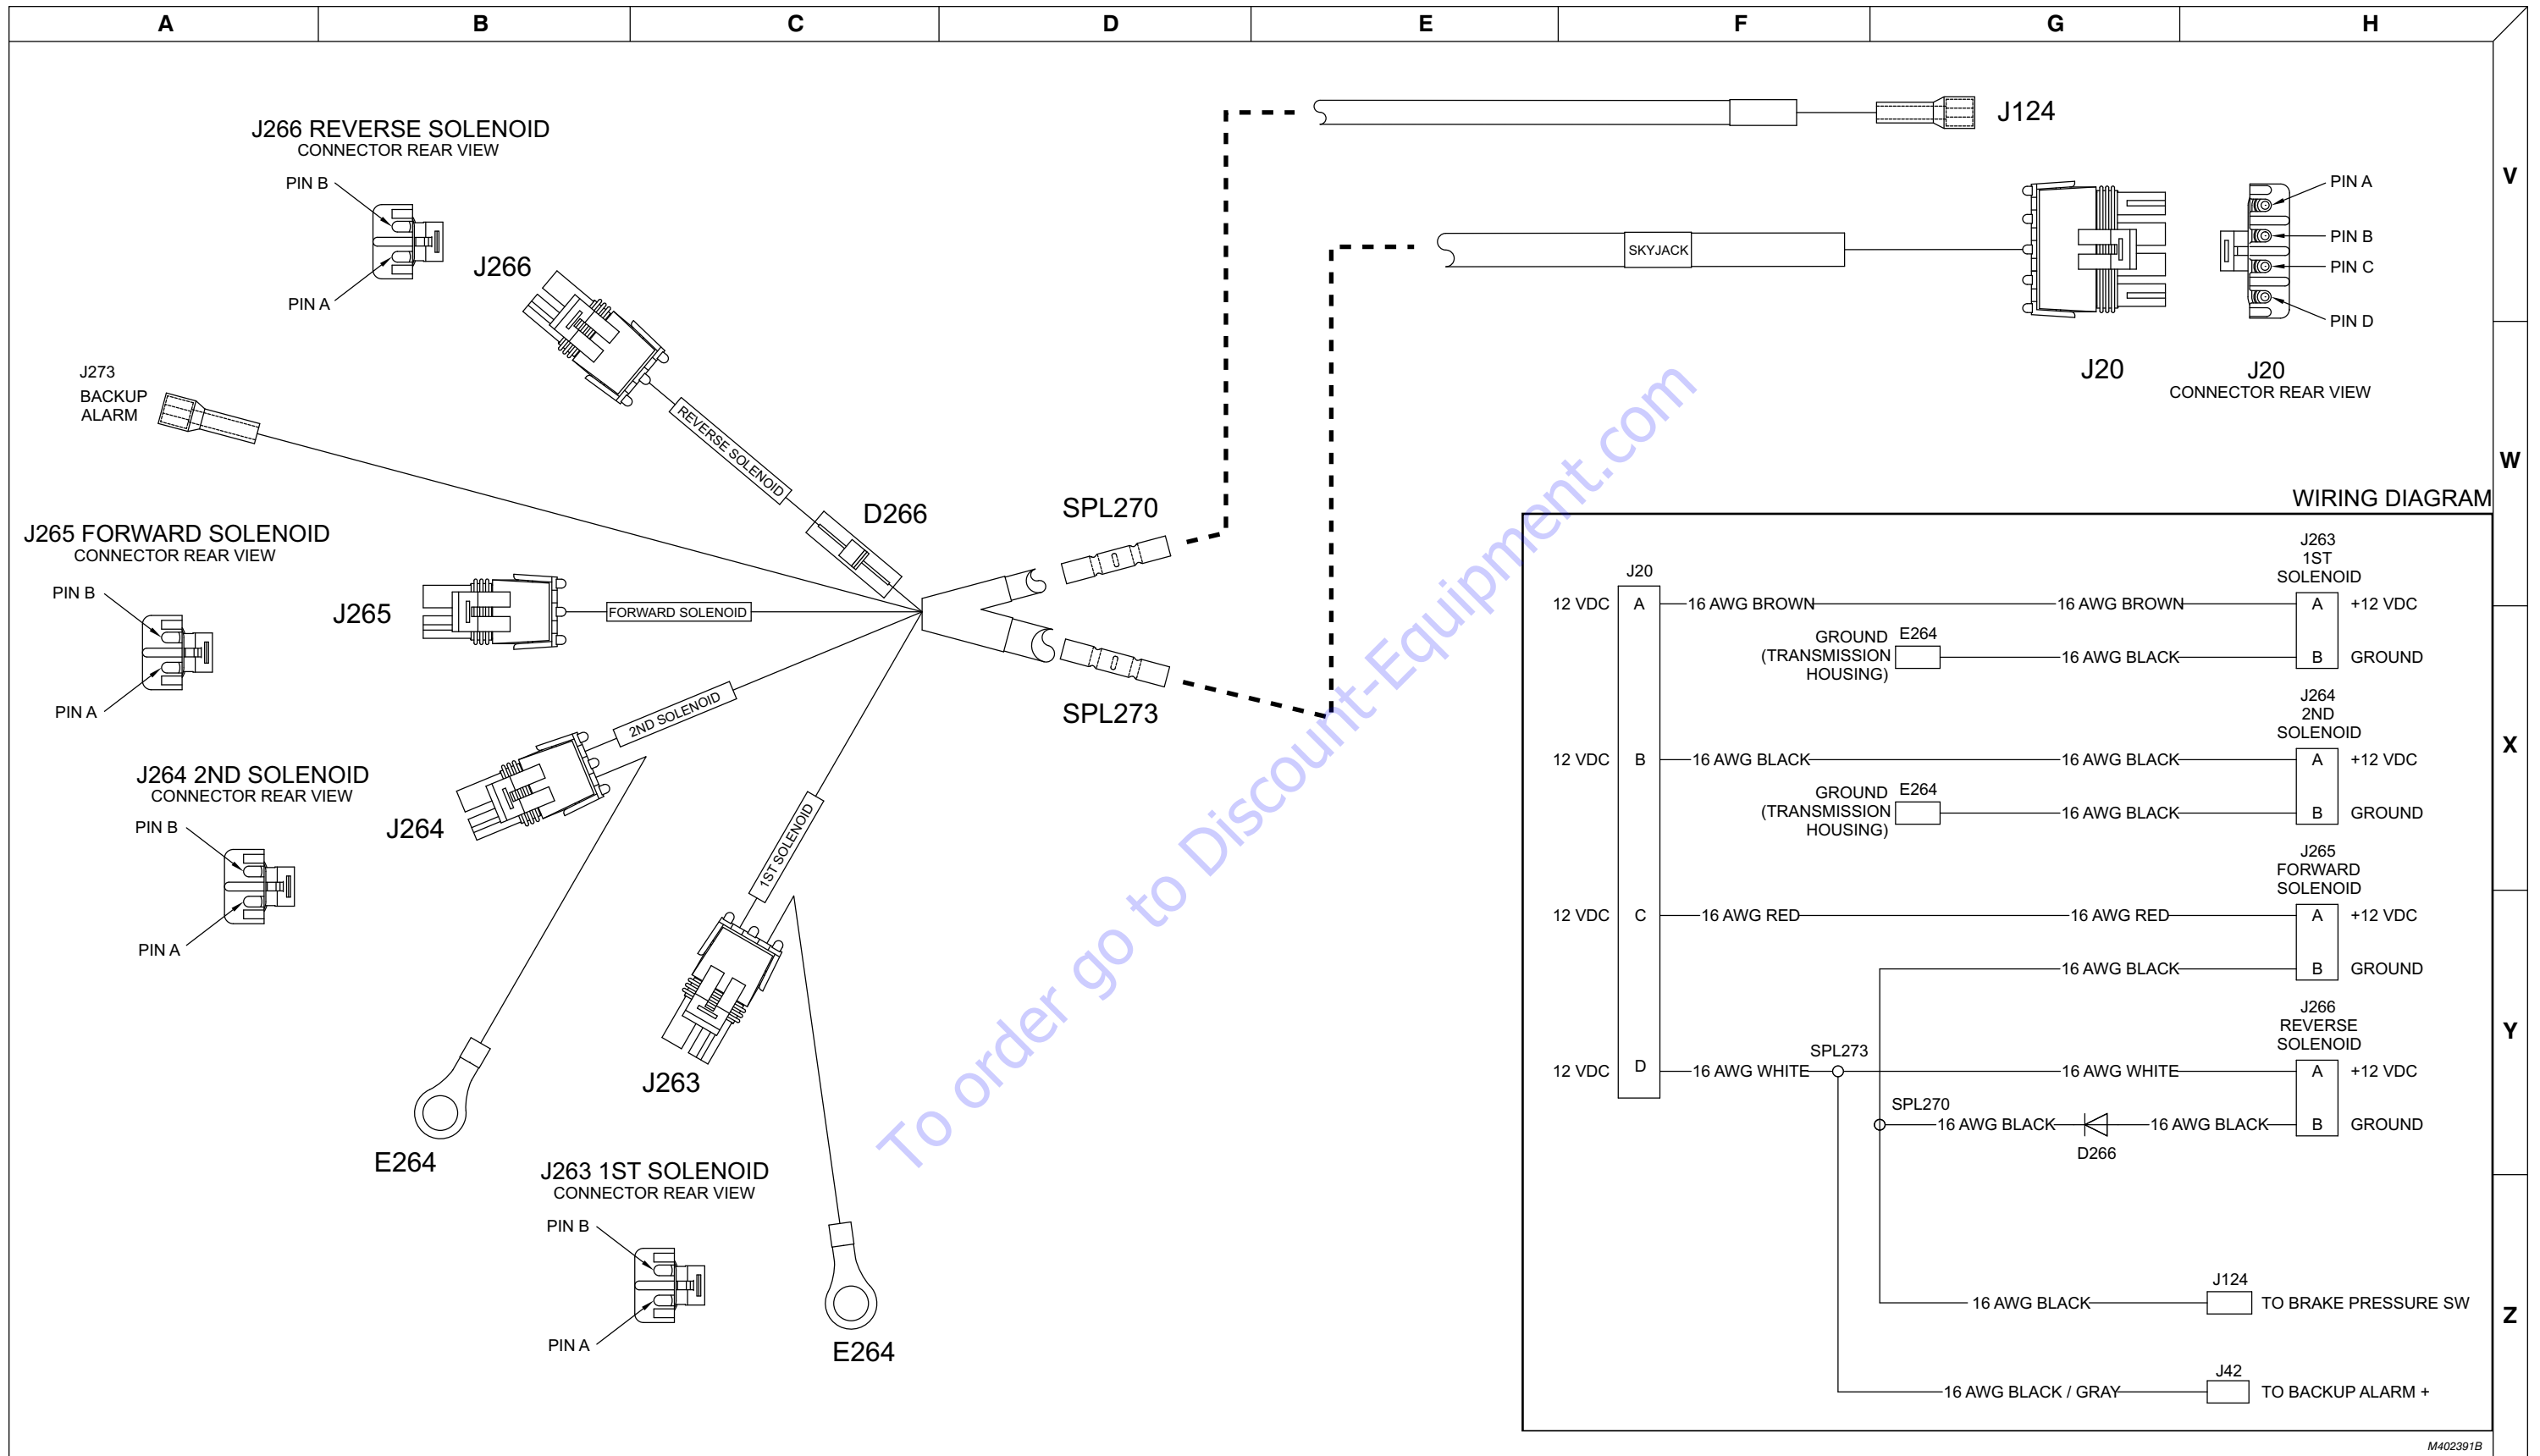 A
B
C
D
E
F
G
H
V
W
X
Y
Z
J266 REVERSE SOLENOID
CONNECTOR REAR VIEW
PIN B
PIN A
J266
J273
BACKUP
ALARM
REVERSE SOLENOID
D266
J265 FORWARD SOLENOID
CONNECTOR REAR VIEW
PIN B
PIN A
J265
FORWARD SOLENOID
J264 2ND SOLENOID
CONNECTOR REAR VIEW
PIN B
PIN A
J264
2ND SOLENOID
1ST SOLENOID
J263
E264
J263 1ST SOLENOID
CONNECTOR REAR VIEW
PIN B
PIN A
E264
SPL270
SPL273
J124
SKYJACK
J20
PIN A
PIN B
PIN C
PIN D
J20
CONNECTOR REAR VIEW
WIRING DIAGRAM
J20
J263
1ST
SOLENOID
12 VDC A 16 AWG BROWN 16 AWG BROWN A +12 VDC
GROUND
(TRANSMISSION
HOUSING)
E264
16 AWG BLACK B GROUND
J264
2ND
SOLENOID
12 VDC B 16 AWG BLACK 16 AWG BLACK A +12 VDC
GROUND
(TRANSMISSION
HOUSING)
E264
16 AWG BLACK B GROUND
J265
FORWARD
SOLENOID
12 VDC C 16 AWG RED 16 AWG RED A +12 VDC
16 AWG BLACK B GROUND
J266
REVERSE
SOLENOID
SPL273
12 VDC D 16 AWG WHITE 16 AWG WHITE A +12 VDC
SPL270
16 AWG BLACK 16 AWG BLACK B GROUND
D266
J124
16 AWG BLACK TO BRAKE PRESSURE SW
J42
16 AWG BLACK / GRAY TO BACKUP ALARM +
M402391B
To order go to Discount-Equipment.com